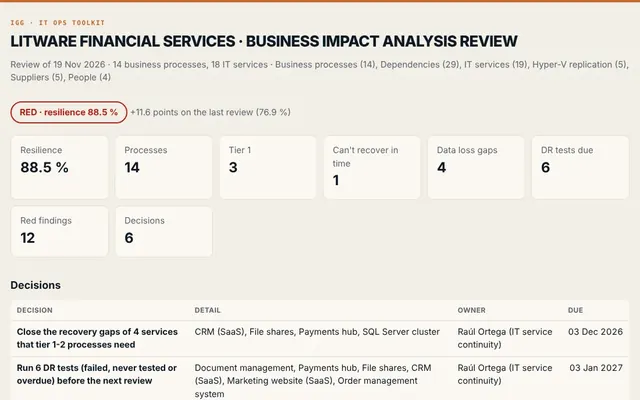 IGG · IT OPS TOOLKIT
LITWARE FINANCIAL SERVICES · BUSINESS IMPACT ANALYSIS REVIEW
Review of 19 Nov 2026 · 14 business processes, 18 IT services · Business processes (14), Dependencies (29), IT services (19), Hyper-V replication (5),
Suppliers (5), People (4)
RED · resilience 88.5 % +11.6 points on the last review (76.9 %)
Resilience
88.5 %
Processes
14
Tier 1
3
Can't recover in
time
1
Data loss gaps
4
DR tests due
6
Red findings
12
Decisions
6
Decisions
DECISION DETAIL OWNER DUE
Close the recovery gaps of 4 services CRM (SaaS), File shares, Payments hub, SQL Server cluster Raúl Ortega (IT service 03 Dec 2026
that tier 1-2 processes need continuity)
Run 6 DR tests (failed, never tested or Document management, Payments hub, File shares, CRM Raúl Ortega (IT service 03 Jan 2027
overdue) before the next review (SaaS), Marketing website (SaaS), Order management continuity)
system